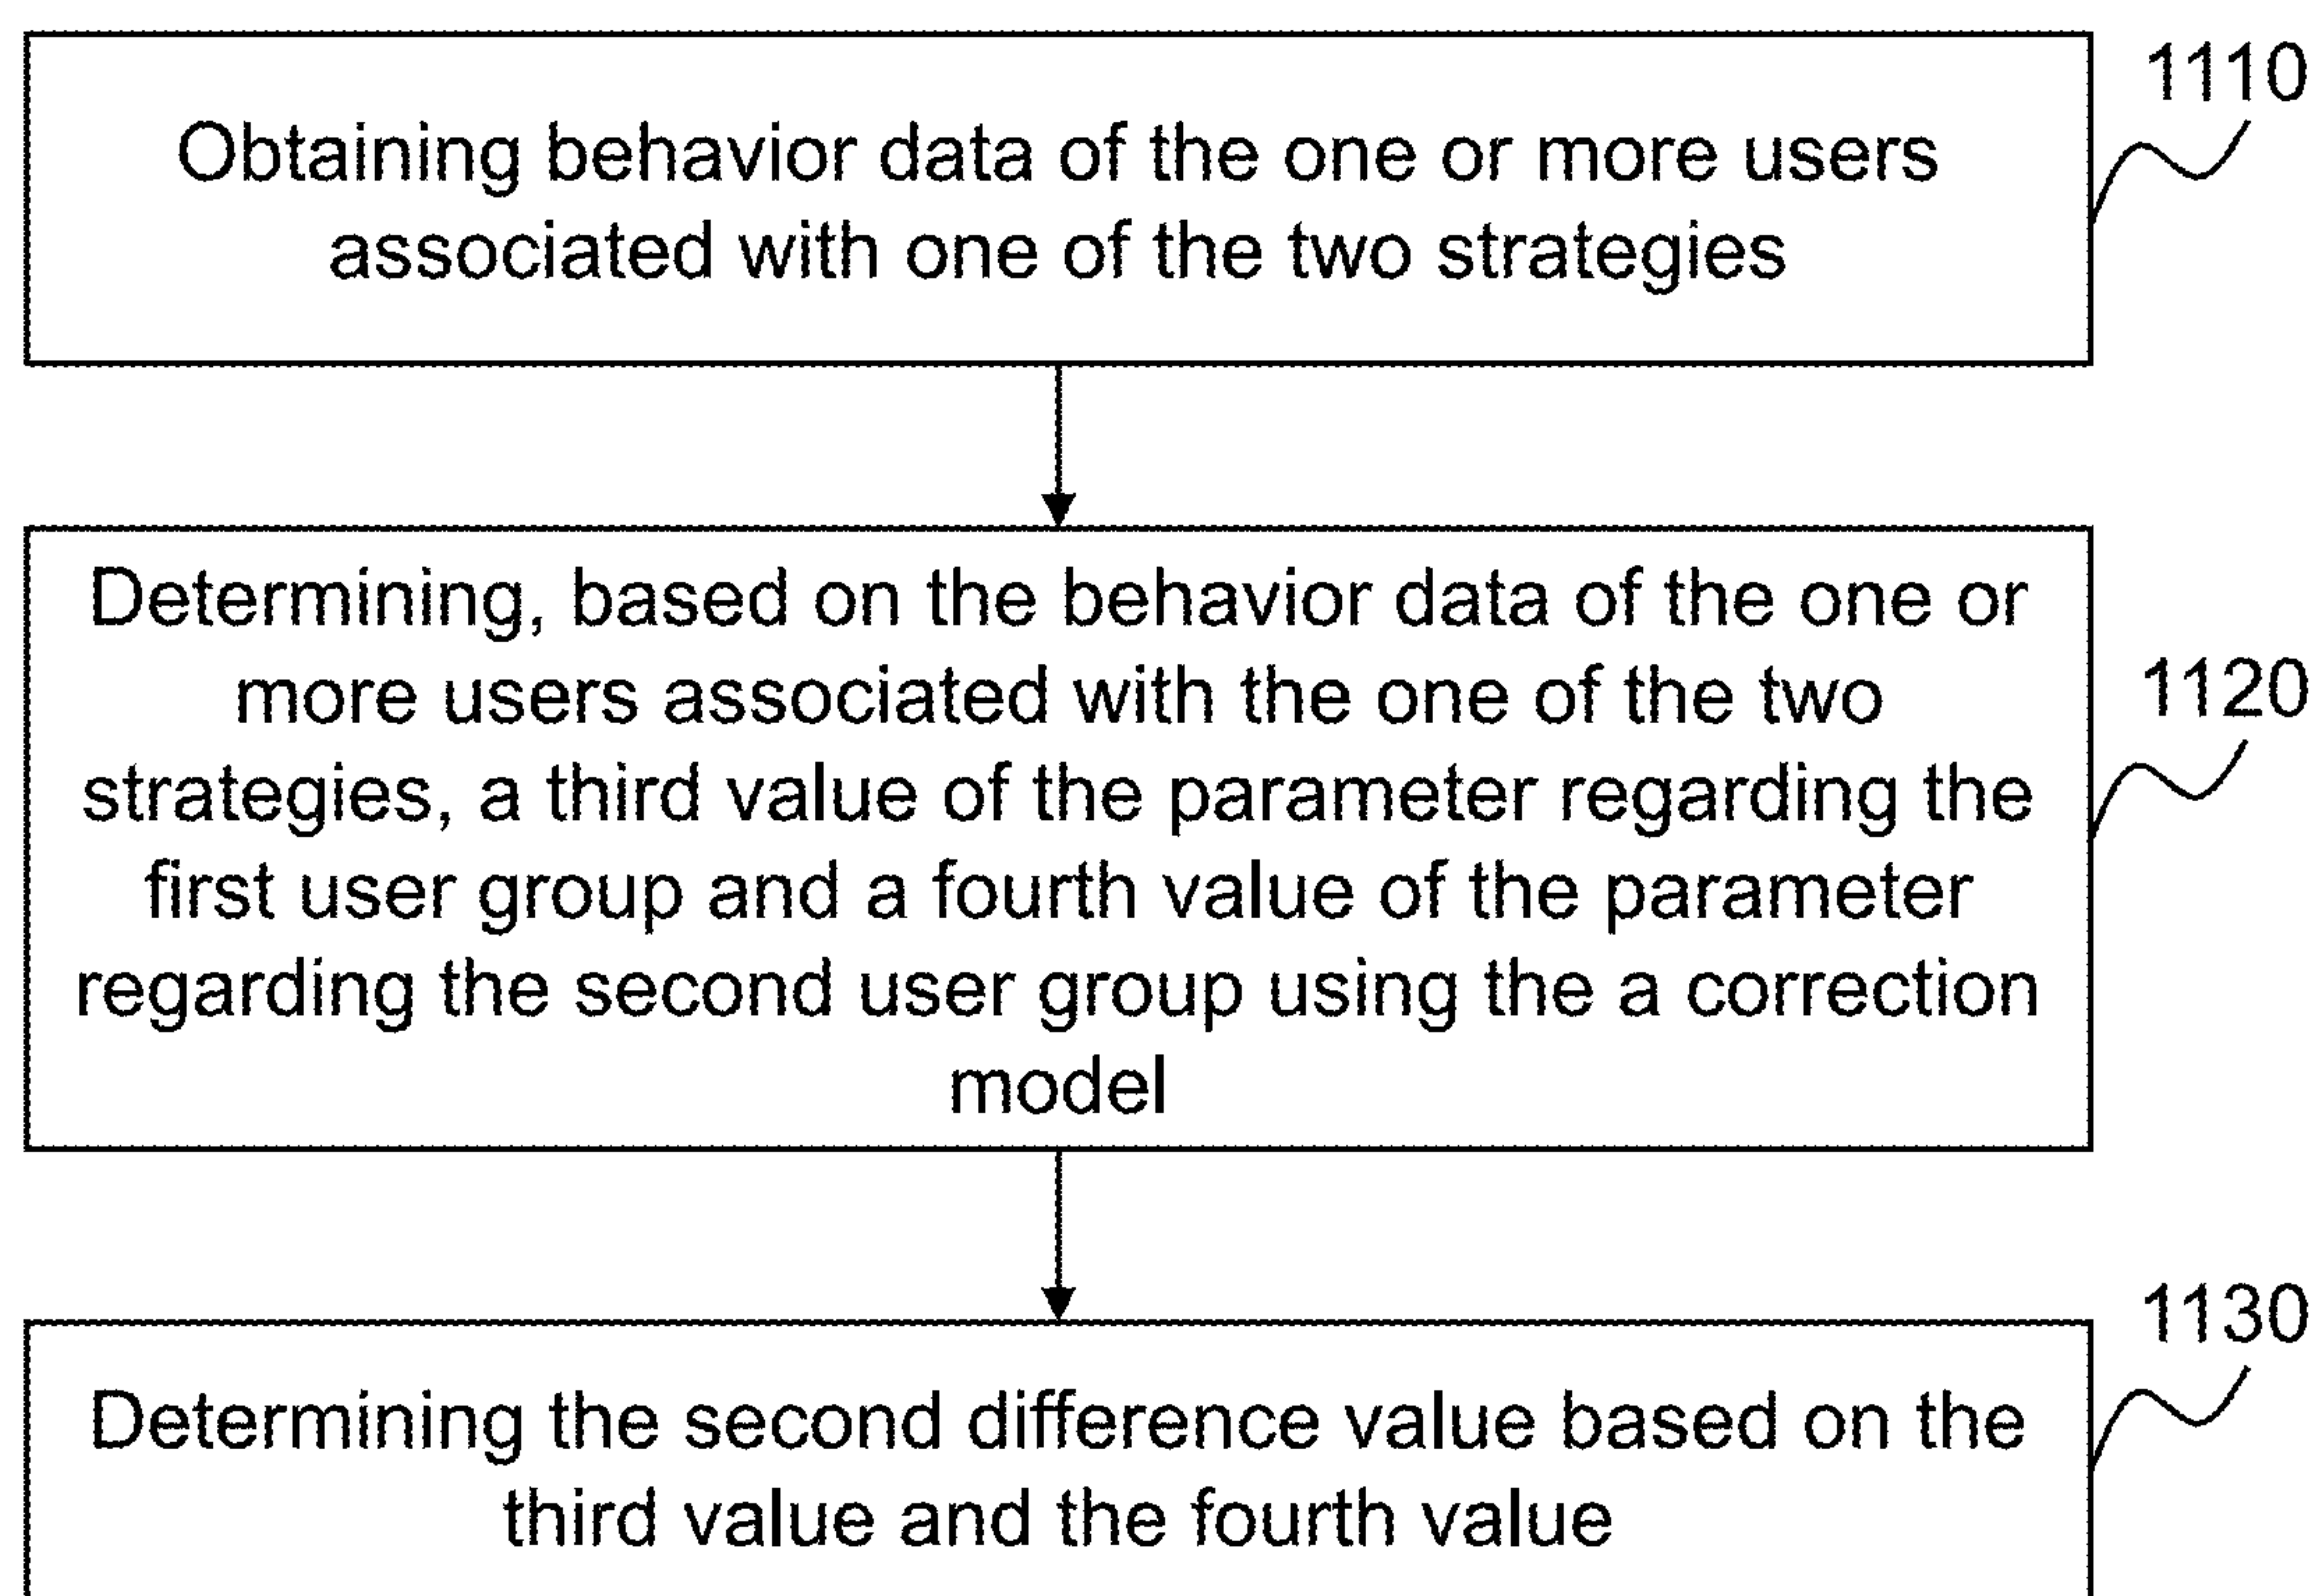 1110
Obtaining behavior data of the one or more users
associated with one of the two strategies
Determining, based on the behavior data of the one or
more users associated with the one of the two
1120
strategies, a third value of the parameter regarding the
first user group and a fourth value of the parameter
regarding the second user group using the a correction
model
1130
Determining the second difference value based on the
third value and the fourth value